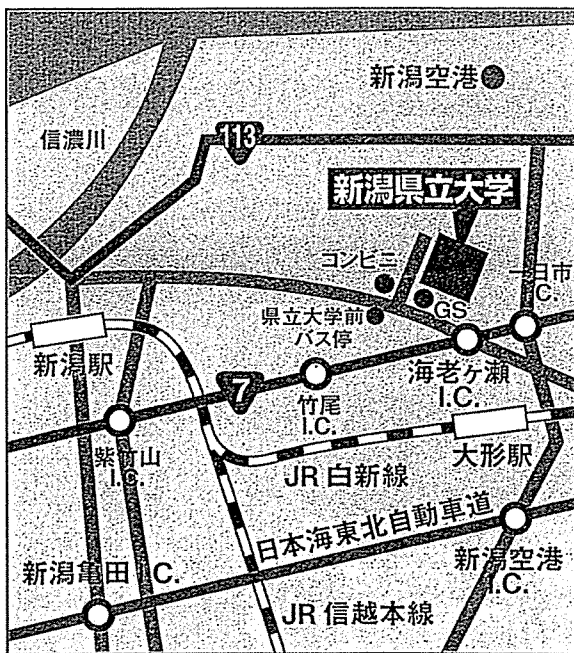 新潟空港
信濃川
113
新潟県立大学
コンビニ
GS
一日市
I.C.
県立大学前
バス停
新潟駅
海老ヶ瀬
I.C.
7
竹尾
I.C.
紫竹山
I.C.
大形駅
JR 白新線
日本海東北自動車道
新潟空港
I.C.
新潟亀田 I.C.
JR 信越本線